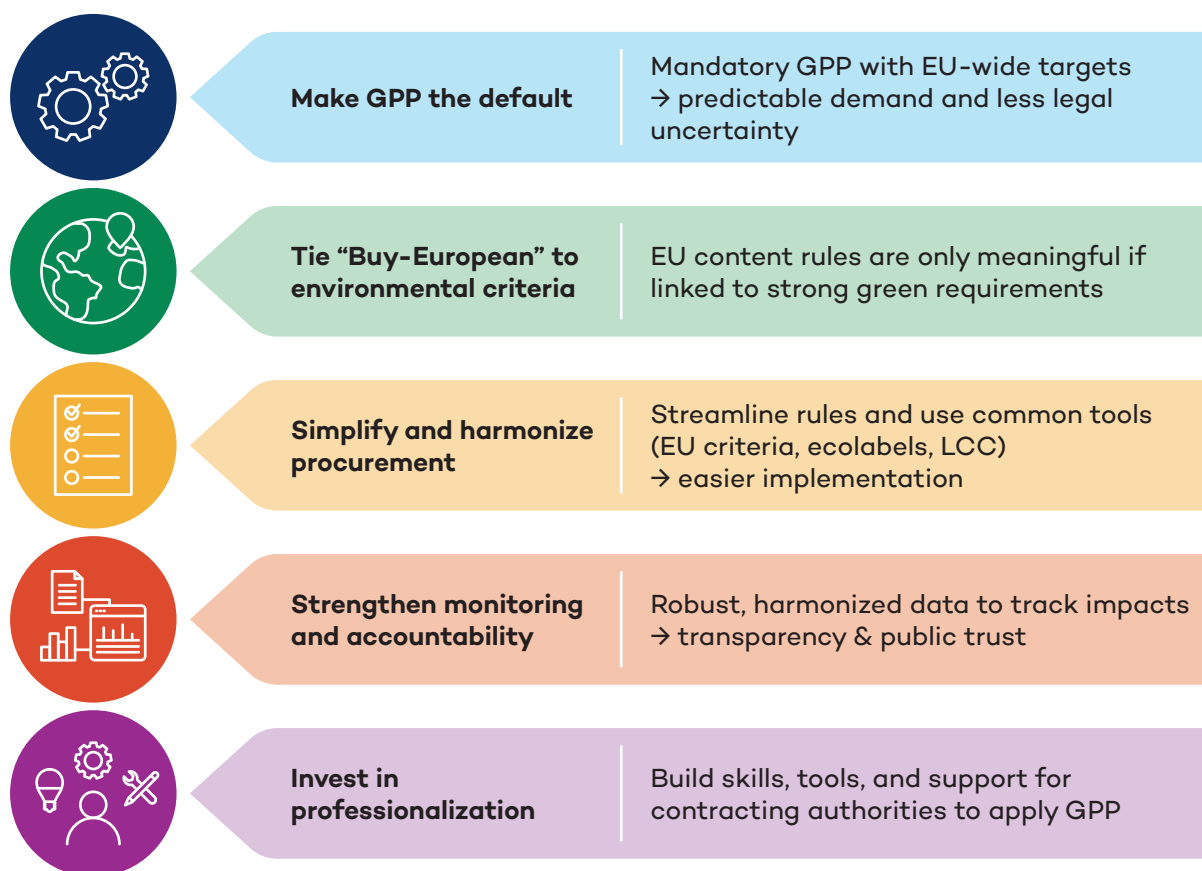 Make GPP the default
Mandatory GPP with EU-wide targets
→ predictable demand and less legal
uncertainty
Tie “Buy-European” to
environmental criteria
EU content rules are only meaningful if
linked to strong green requirements
Simplify and harmonize
procurement
Streamline rules and use common tools
(EU criteria, ecolabels, LCC)
→ easier implementation
Strengthen monitoring
and accountability
Robust, harmonized data to track impacts
→ transparency & public trust
Invest in
professionalization
Build skills, tools, and support for
contracting authorities to apply GPP